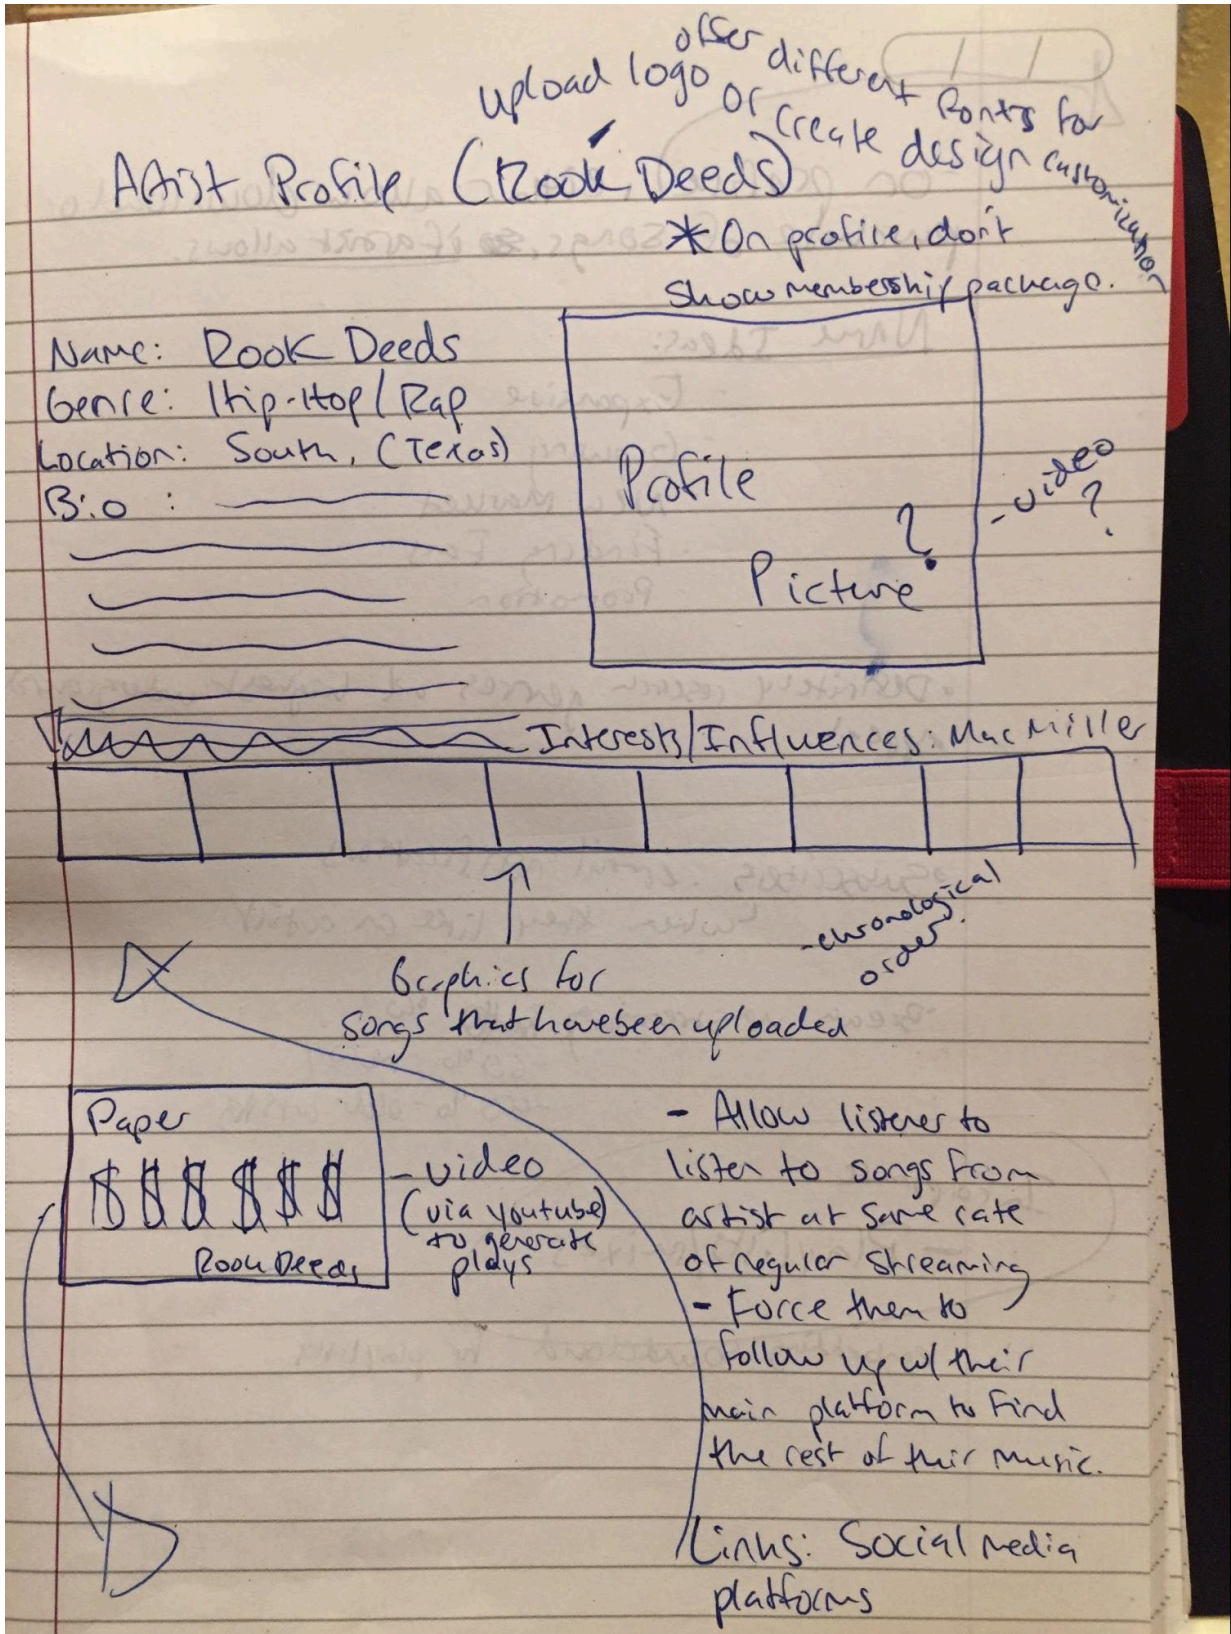 upload logo or create design
offer different fonts for customization
Artist Profile (Rook Deeds)
* On profile, don't
show membership package.
Name: Rook Deeds
Genre: Hip-Hop/Rap
Location: South, (Texas)
Bio :
Profile
Picture?
- video
?
Interests/Influences: Mac Miller
- chronological
order.
Graphics for
songs that have been uploaded
Paper
$ $ $ $ $ $
Rook Deeds
- video
(via youtube)
to generate
plays
- Allow listener to
listen to songs from
artist at same rate
of regular streaming
- Force them to
follow up w/ their
main platform to find
the rest of their music.
Links: Social media
platforms